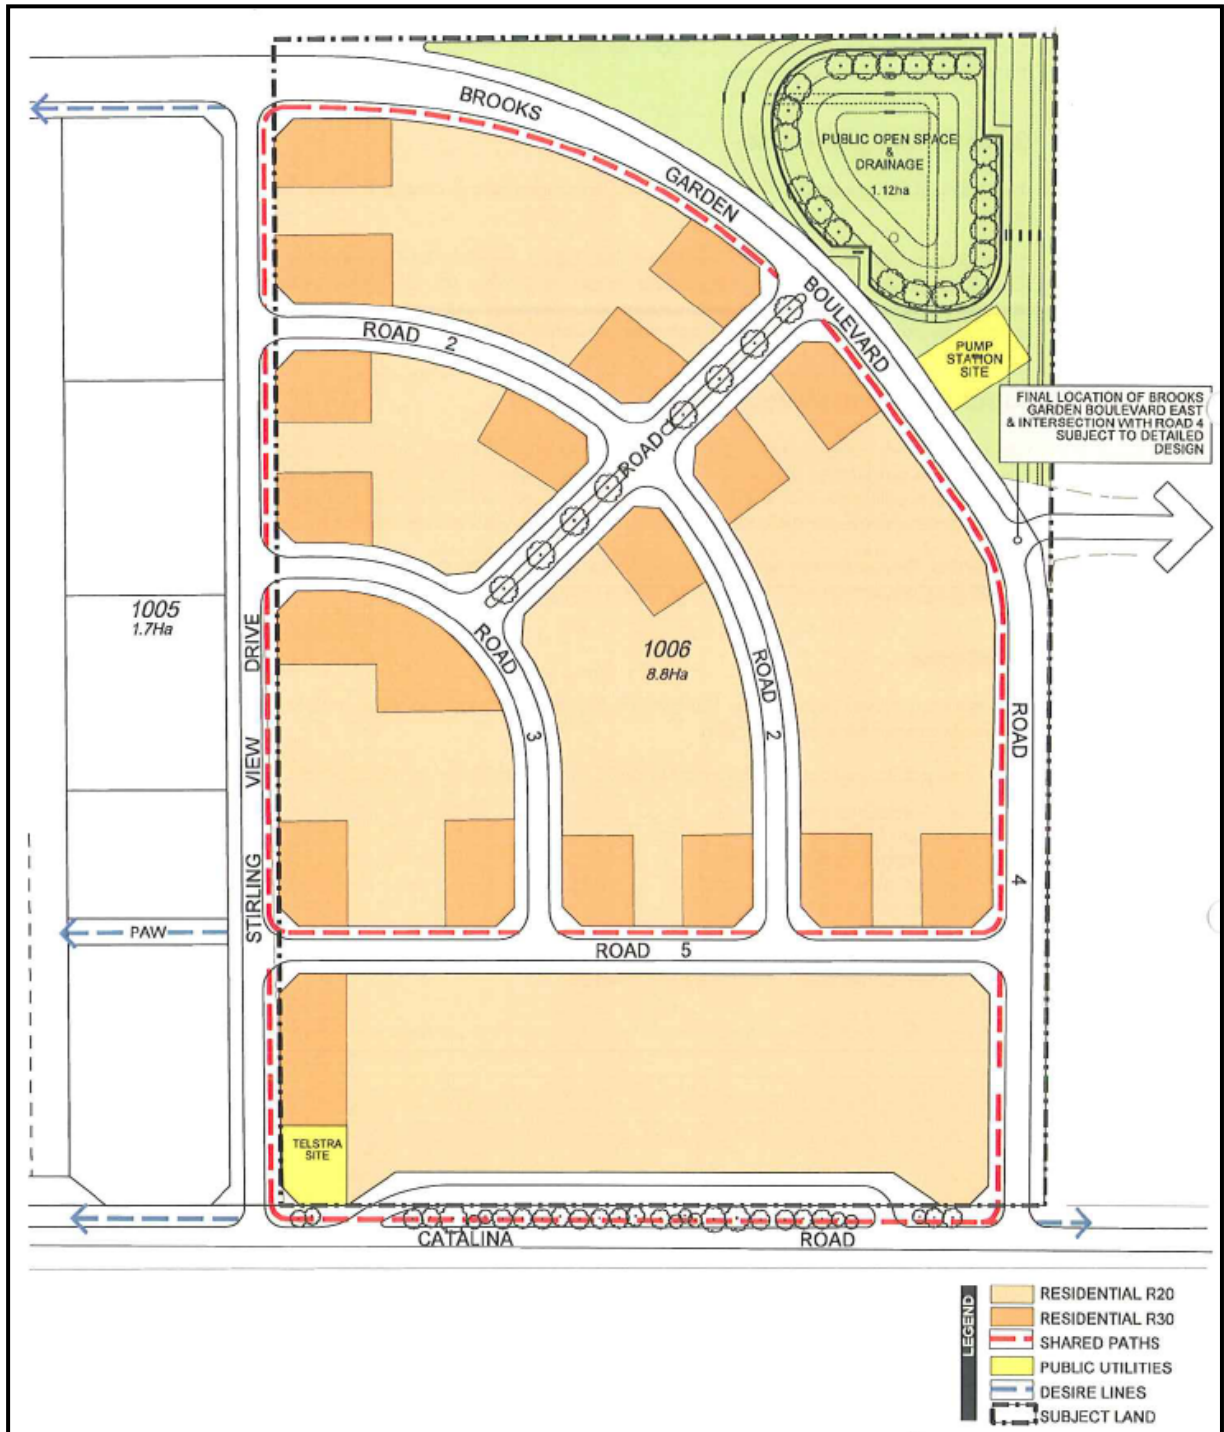 BROOKS
GARDEN
BOULEVARD
PUBLIC OPEN SPACE
&
DRAINAGE
1.12ha
ROAD 2
PUMP
STATION
SITE
FINAL LOCATION OF BROOKS
GARDEN BOULEVARD EAST
& INTERSECTION WITH ROAD 4
SUBJECT TO DETAILED
DESIGN
ROAD
1005
1.7Ha
STIRLING VIEW DRIVE
ROAD 3
1006
8.8Ha
ROAD 2
ROAD 4
PAW
ROAD 5
TELSTRA
SITE
CATALINA ROAD
LEGEND
RESIDENTIAL R20
RESIDENTIAL R30
SHARED PATHS
PUBLIC UTILITIES
DESIRE LINES
SUBJECT LAND